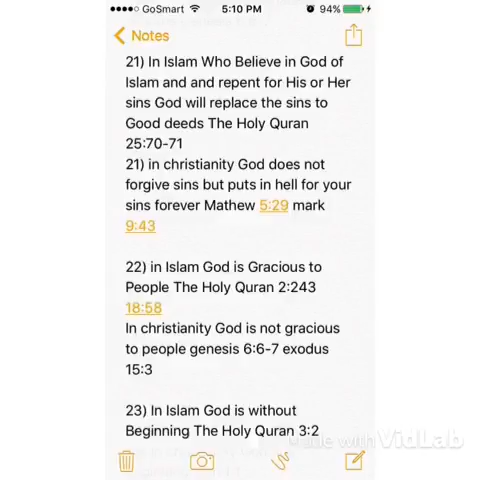 GoSmart 5:10 PM 94%
Notes
21) In Islam Who Believe in God of
Islam and and repent for His or Her
sins God will replace the sins to
Good deeds The Holy Quran
25:70-71
21) in christianity God does not
forgive sins but puts in hell for your
sins forever Mathew 5:29 mark
9:43
22) in Islam God is Gracious to
People The Holy Quran 2:243
18:58
In christianity God is not gracious
to people genesis 6:6-7 exodus
15:3
23) In Islam God is without
Beginning The Holy Quran 3:2
Made with VidLab